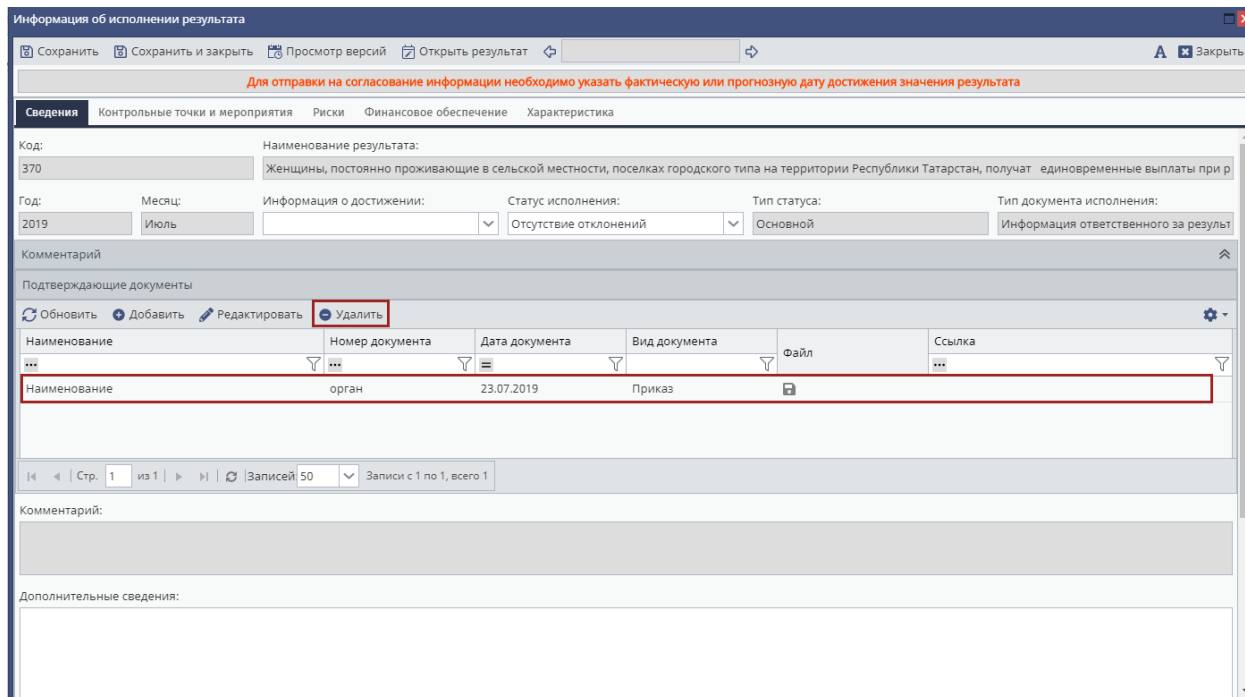 Информация об исполнении результата
Сохранить Сохранить и закрыть Просмотр версий Открыть результат A Закрыть
Для отправки на согласование информации необходимо указать фактическую или прогнозную дату достижения значения результата
Сведения Контрольные точки и мероприятия Риски Финансовое обеспечение Характеристика
Код: Наименование результата:
370 Женщины, постоянно проживающие в сельской местности, поселках городского типа на территории Республики Татарстан, получат единовременные выплаты при р
Год: Месяц: Информация о достижении: Статус исполнения: Тип статуса: Тип документа исполнения:
2019 Июль Отсутствие отклонений Основной Информация ответственного за результ
Комментарий
Подтверждающие документы
Обновить Добавить Редактировать Удалить
Наименование Номер документа Дата документа Вид документа Файл Ссылка
... ... = ...
Наименование орган 23.07.2019 Приказ
Стр. 1 из 1 Записей 50 Записи с 1 по 1, всего 1
Комментарий:
Дополнительные сведения: